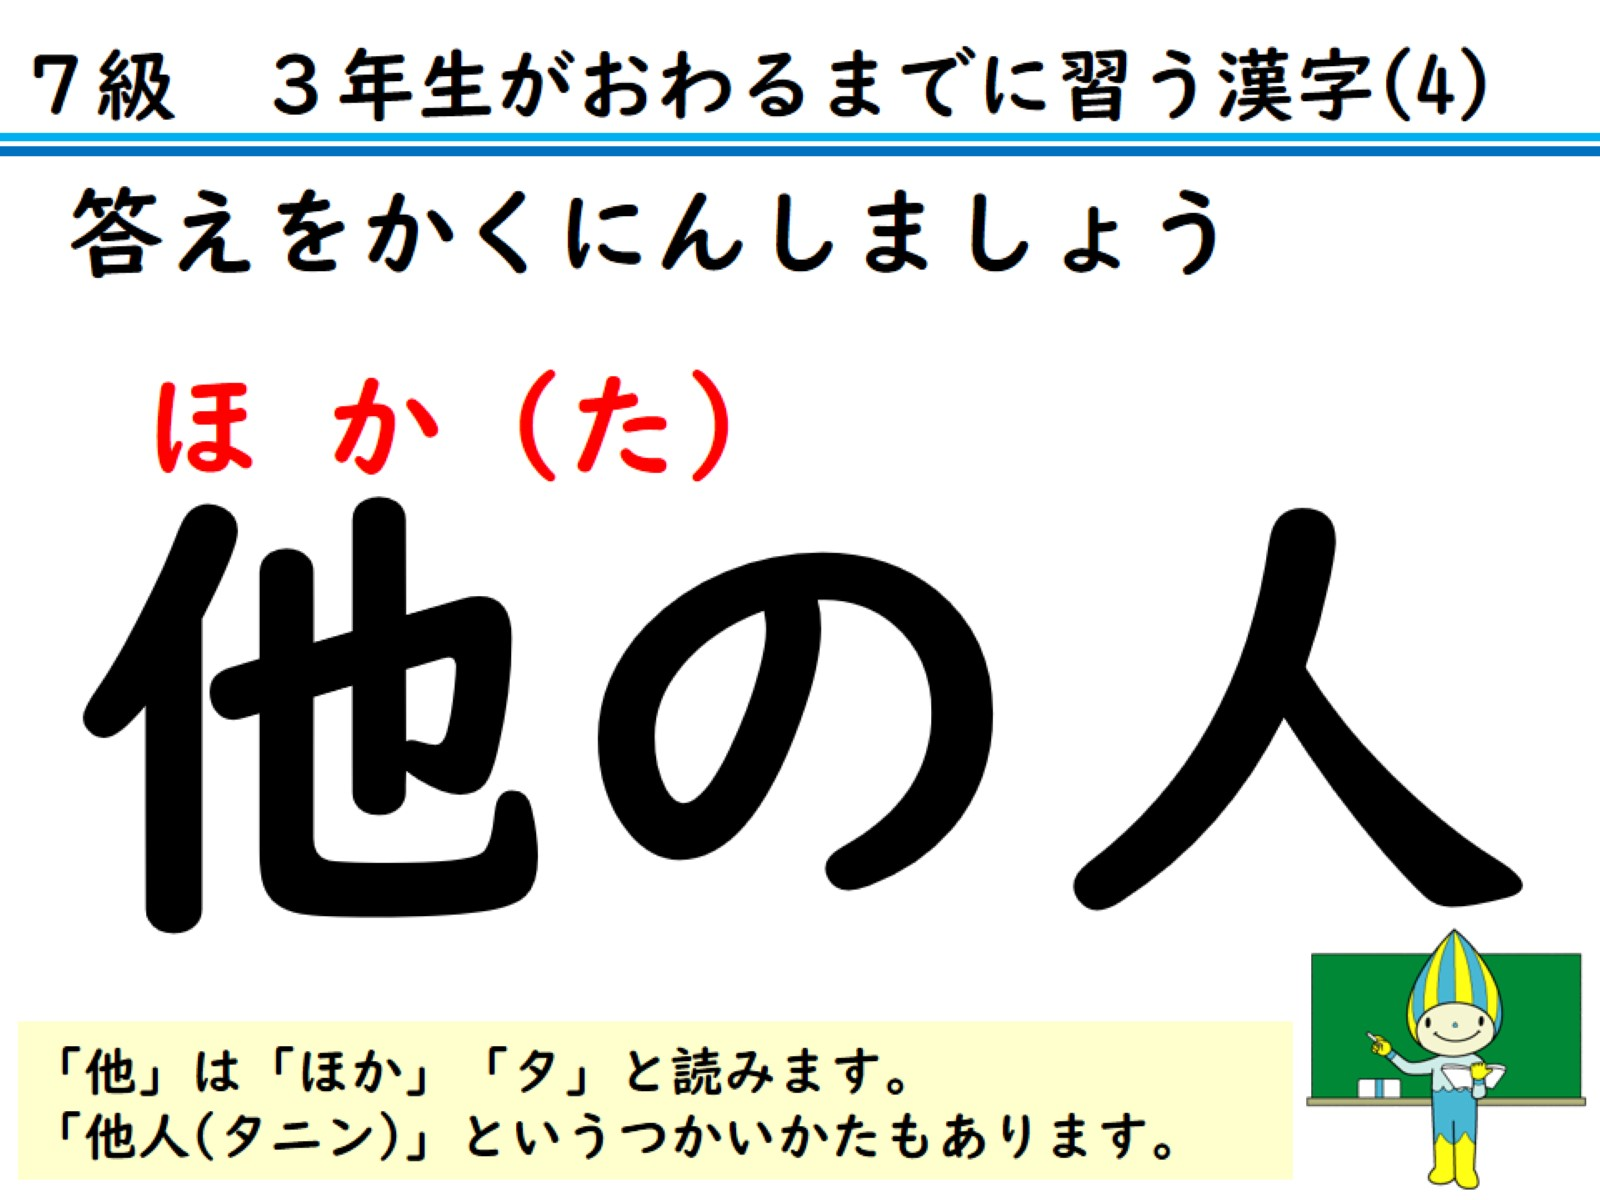 ７級　３年生がおわるまでに習う漢字(4)
答えをかくにんしましょう
ほか(た)
他の人
「他」は「ほか」「タ」と読みます。
「他人(タニン)」というつかいかたもあります。